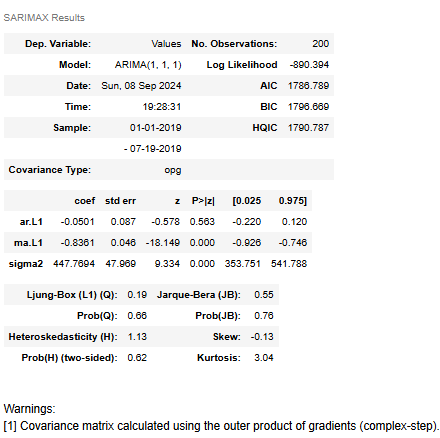 SARIMAX Results
Dep. Variable: Values No. Observations: 200
Model: ARIMA(1, 1, 1) Log Likelihood -890.394
Date: Sun, 08 Sep 2024 AIC 1786.789
Time: 19:28:31 BIC 1796.669
Sample: 01-01-2019 HQIC 1790.787
- 07-19-2019
Covariance Type: opg
coef std err z P>|z| [0.025 0.975]
ar.L1 -0.0501 0.087 -0.578 0.563 -0.220 0.120
ma.L1 -0.8361 0.046 -18.149 0.000 -0.926 -0.746
sigma2 447.7694 47.969 9.334 0.000 353.751 541.788
Ljung-Box (L1) (Q): 0.19 Jarque-Bera (JB): 0.55
Prob(Q): 0.66 Prob(JB): 0.76
Heteroskedasticity (H): 1.13 Skew: -0.13
Prob(H) (two-sided): 0.62 Kurtosis: 3.04
Warnings:
[1] Covariance matrix calculated using the outer product of gradients (complex-step).